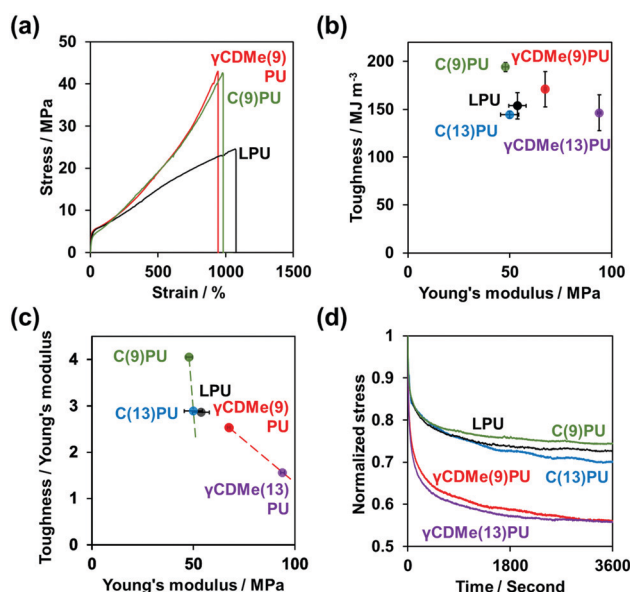 (a)
50
40
30
20
10
0
Stress / MPa
γCDMe(9)
PU
C(9)PU
LPU
0 500 1000 1500
Strain / %
(b)
200
150
100
50
0
Toughness / MJ m⁻³
C(9)PU
γCDMe(9)PU
LPU
C(13)PU
γCDMe(13)PU
0 50 100
Young's modulus / MPa
(c)
4
3
2
1
0
Toughness / Young's modulus
C(9)PU
LPU
C(13)PU
γCDMe(9)
PU
γCDMe(13)
PU
0 50 100
Young's modulus / MPa
(d)
1
0.9
0.8
0.7
0.6
0.5
Normalized stress
LPU
C(9)PU
C(13)PU
γCDMe(9)PU
γCDMe(13)PU
0 1800 3600
Time / Second